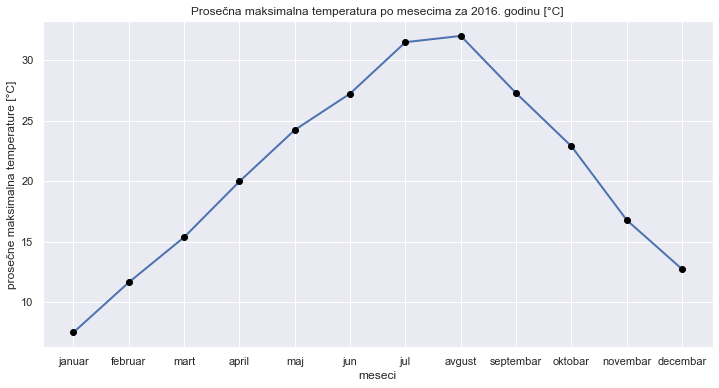 Prosečna maksimalna temperatura po mesecima za 2016. godinu [°C]
prosečne maksimalna temperature [°C]
30
25
20
15
10
januar februar mart april maj jun jul avgust septembar oktobar novembar decembar
meseci